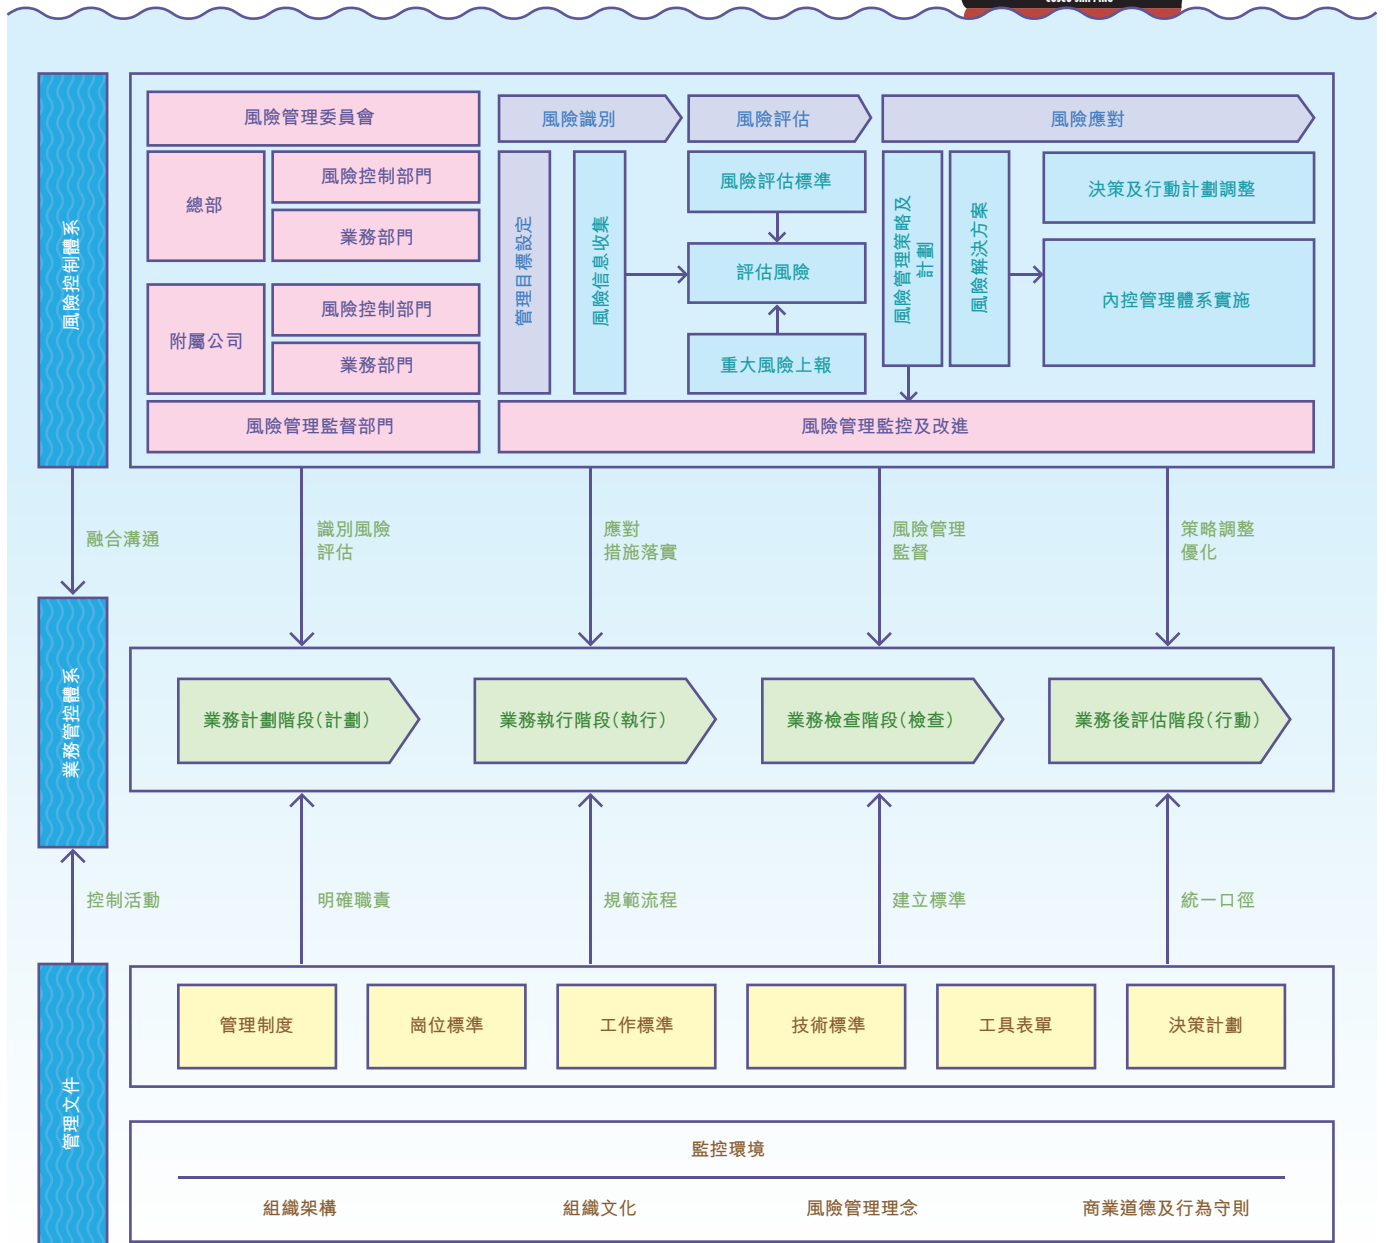 風險控制體系
風險管理委員會
總部
風險控制部門
業務部門
附屬公司
風險控制部門
業務部門
風險管理監督部門
風險識別
風險評估
風險應對
管理目標設定
風險信息收集
風險評估標準
評估風險
重大風險上報
風險管理策略及
計劃
風險解決方案
決策及行動計劃調整
內控管理體系實施
風險管理監控及改進
融合溝通
識別風險
評估
應對
措施落實
風險管理
監督
策略調整
優化
業務管控體系
業務計劃階段(計劃)
業務執行階段(執行)
業務檢查階段(檢查)
業務後評估階段(行動)
控制活動
明確職責
規範流程
建立標準
統一口徑
管理文件
管理制度
崗位標準
工作標準
技術標準
工具表單
決策計劃
監控環境
組織架構
組織文化
風險管理理念
商業道德及行為守則